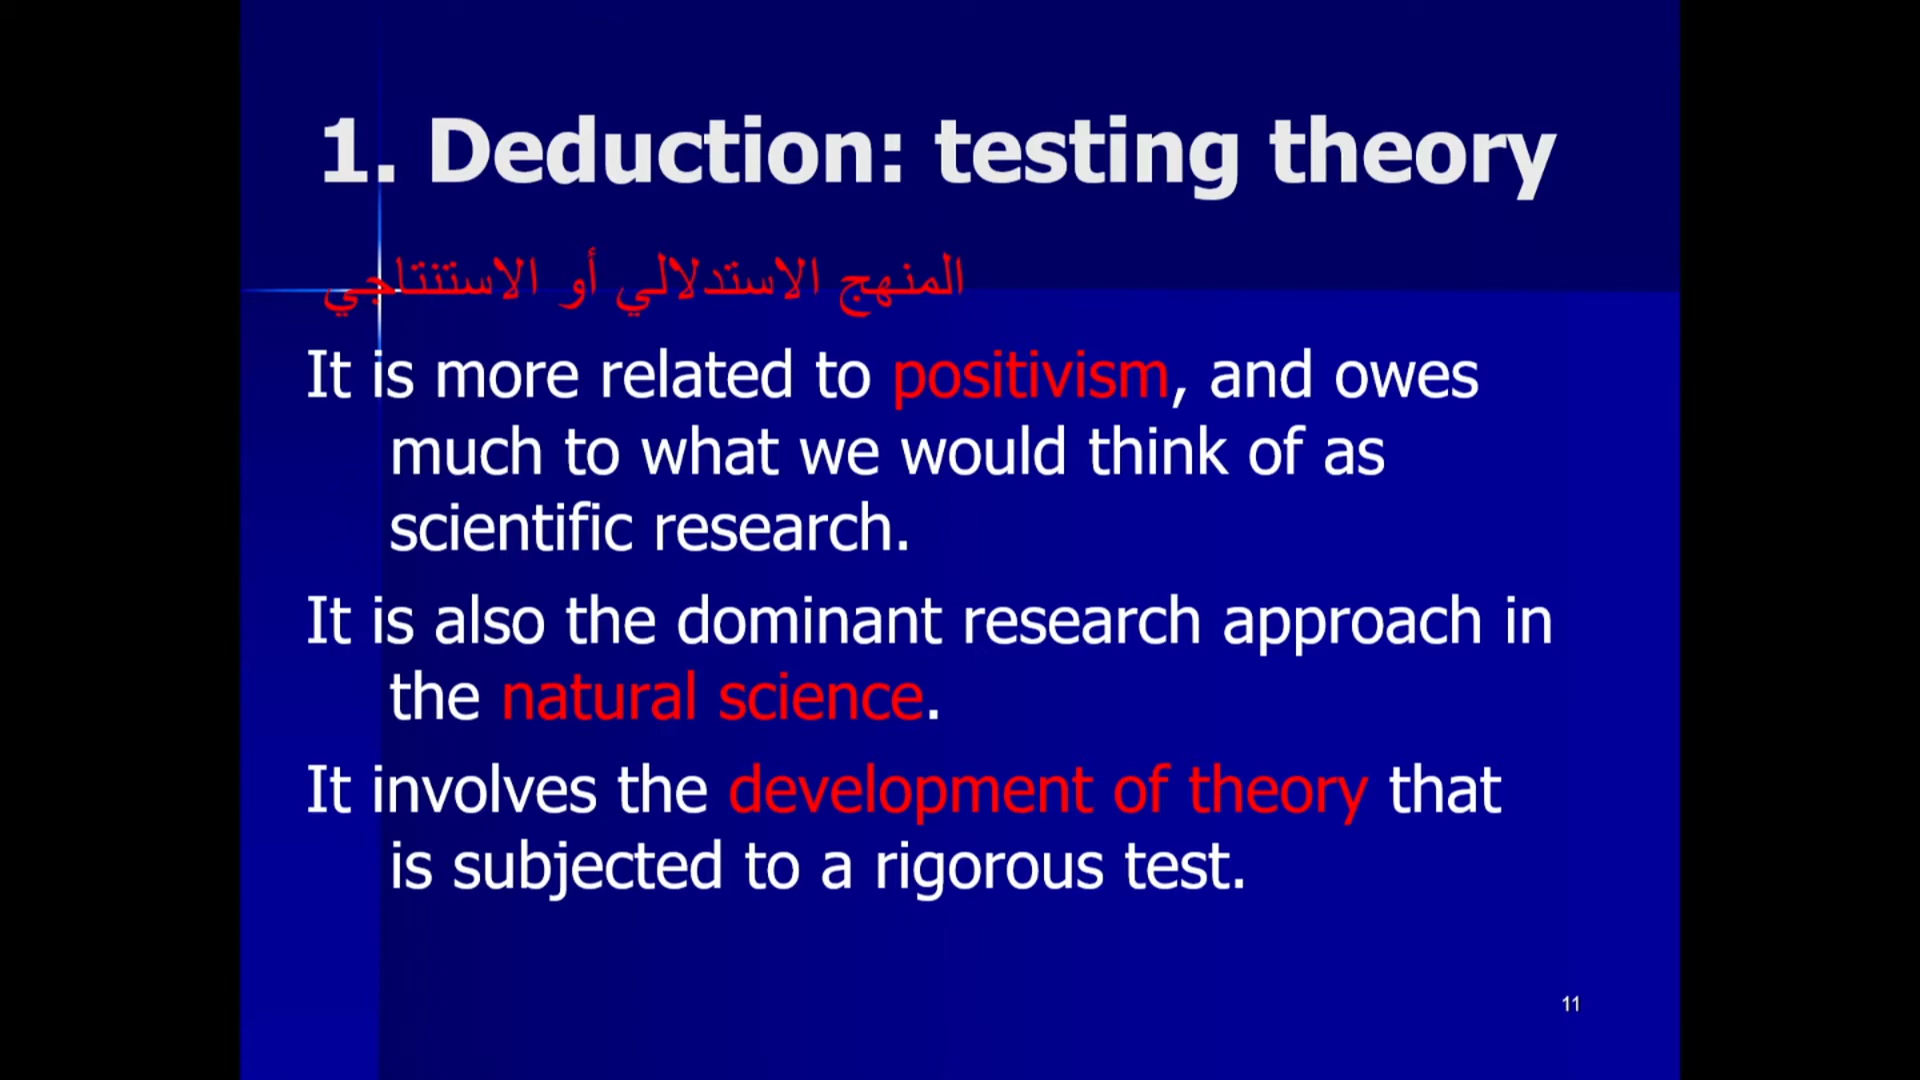 1. Deduction: testing theory
المنهج الاستدلالي أو الاستنتاجي
It is more related to positivism, and owes
much to what we would think of as
scientific research.
It is also the dominant research approach in
the natural science.
It involves the development of theory that
is subjected to a rigorous test.
11